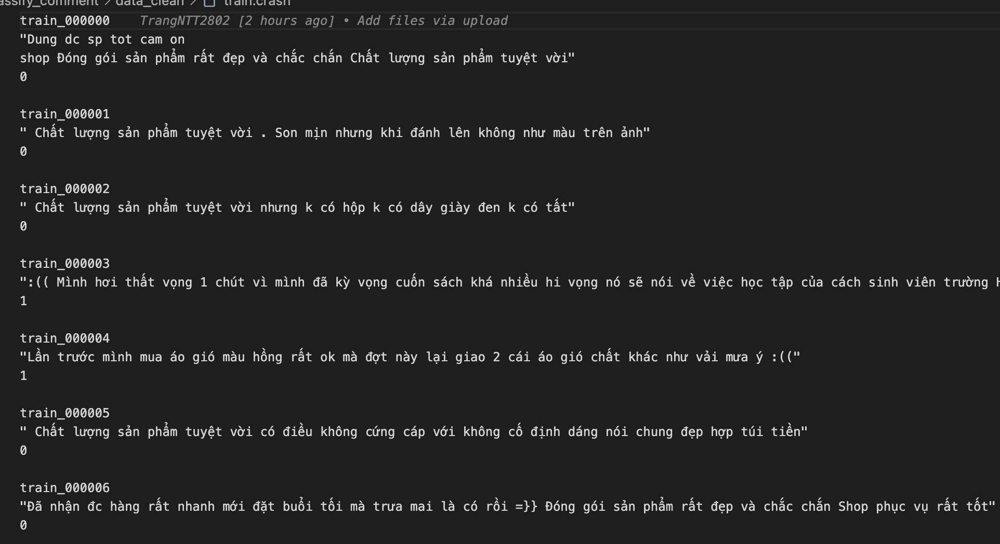 assify_comment > data_clean > train.crash
train_000000 TrangNTT2802 [2 hours ago] • Add files via upload
"Dung dc sp tot cam on
shop Đóng gói sản phẩm rất đẹp và chắc chắn Chất lượng sản phẩm tuyệt vời"
0
train_000001
" Chất lượng sản phẩm tuyệt vời . Son mịn nhưng khi đánh lên không như màu trên ảnh"
0
train_000002
" Chất lượng sản phẩm tuyệt vời nhưng k có hộp k có dây giày đen k có tất"
0
train_000003
":(( Mình hơi thất vọng 1 chút vì mình đã kỳ vọng cuốn sách khá nhiều hi vọng nó sẽ nói về việc học tập của cách sinh viên trường
1
train_000004
"Lần trước mình mua áo gió màu hồng rất ok mà đợt này lại giao 2 cái áo gió chất khác như vải mưa ý :(("
1
train_000005
" Chất lượng sản phẩm tuyệt vời có điều không cứng cáp với không cố định dáng nói chung đẹp hợp túi tiền"
0
train_000006
"Đã nhận đc hàng rất nhanh mới đặt buổi tối mà trưa mai là có rồi =}} Đóng gói sản phẩm rất đẹp và chắc chắn Shop phục vụ rất tốt"
0